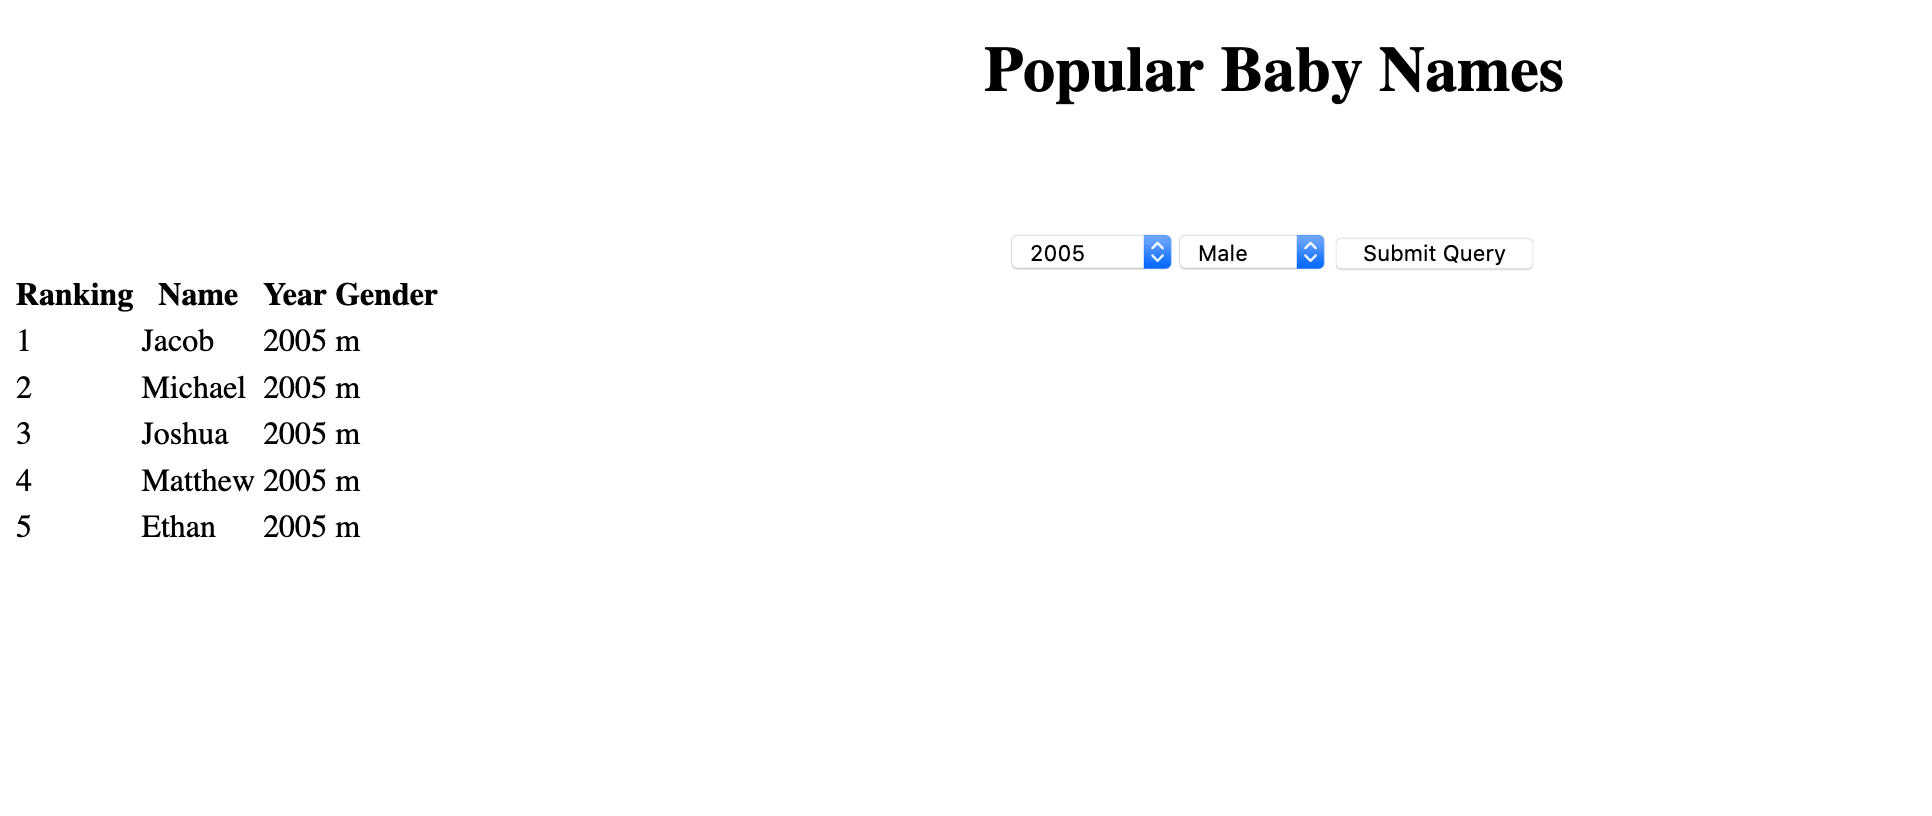 Popular Baby Names
2005 Male Submit Query
Ranking Name Year Gender
1 Jacob 2005 m
2 Michael 2005 m
3 Joshua 2005 m
4 Matthew 2005 m
5 Ethan 2005 m